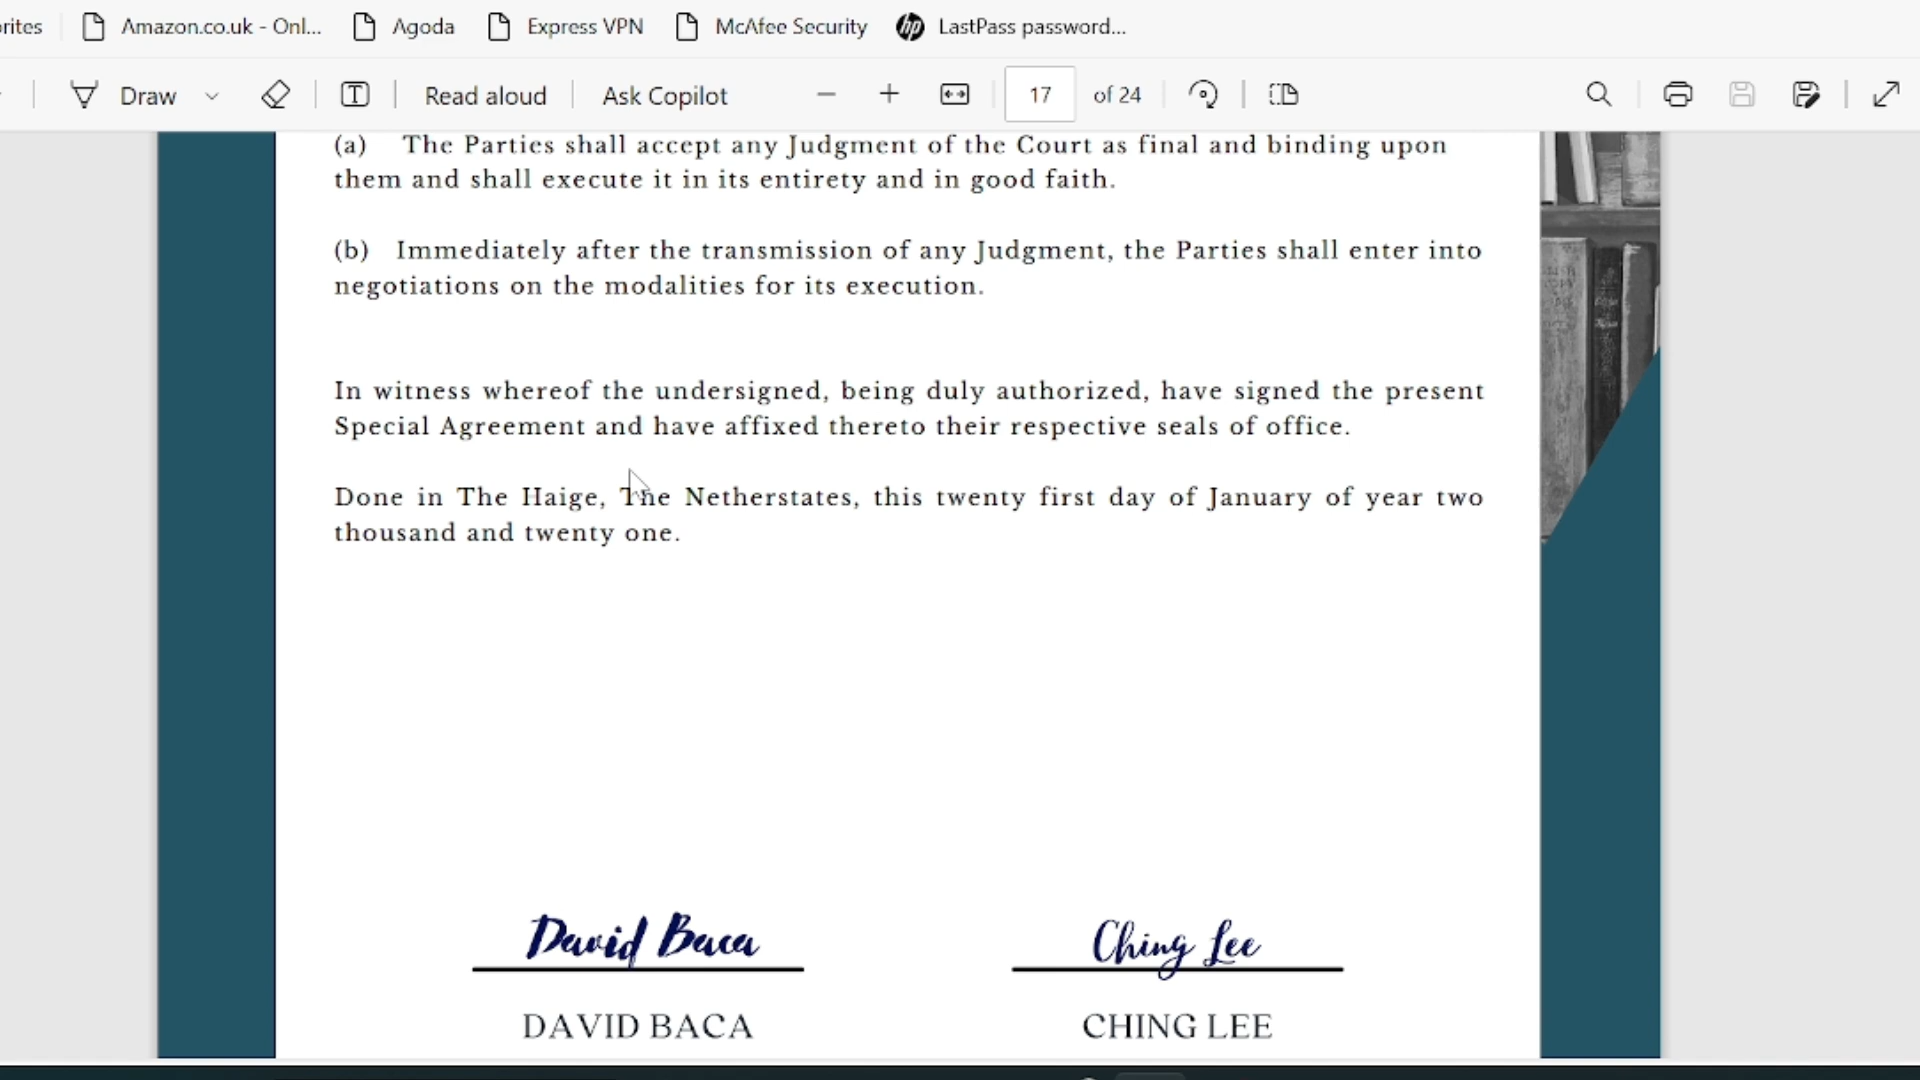 rites Amazon.co.uk - Onl... Agoda Express VPN McAfee Security LastPass password...
Draw Read aloud Ask Copilot 17 of 24
(a) The Parties shall accept any Judgment of the Court as final and binding upon
them and shall execute it in its entirety and in good faith.
(b) Immediately after the transmission of any Judgment, the Parties shall enter into
negotiations on the modalities for its execution.
In witness whereof the undersigned, being duly authorized, have signed the present
Special Agreement and have affixed thereto their respective seals of office.
Done in The Haige, The Netherstates, this twenty first day of January of year two
thousand and twenty one.
David Baca Ching Lee
DAVID BACA CHING LEE